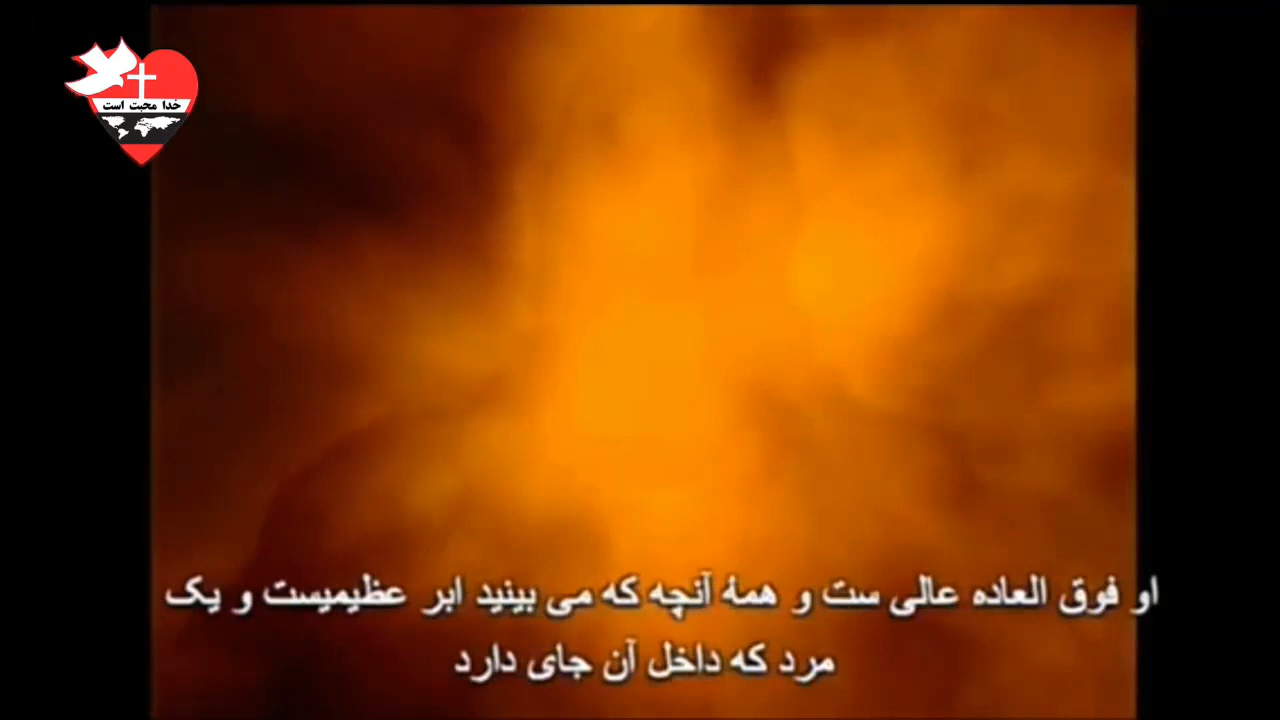 خدا محبت است
او فوق العاده عالی ست و همهٔ آنچه که می بینید ابر عظیمیست و یک
مرد که داخل آن جای دارد